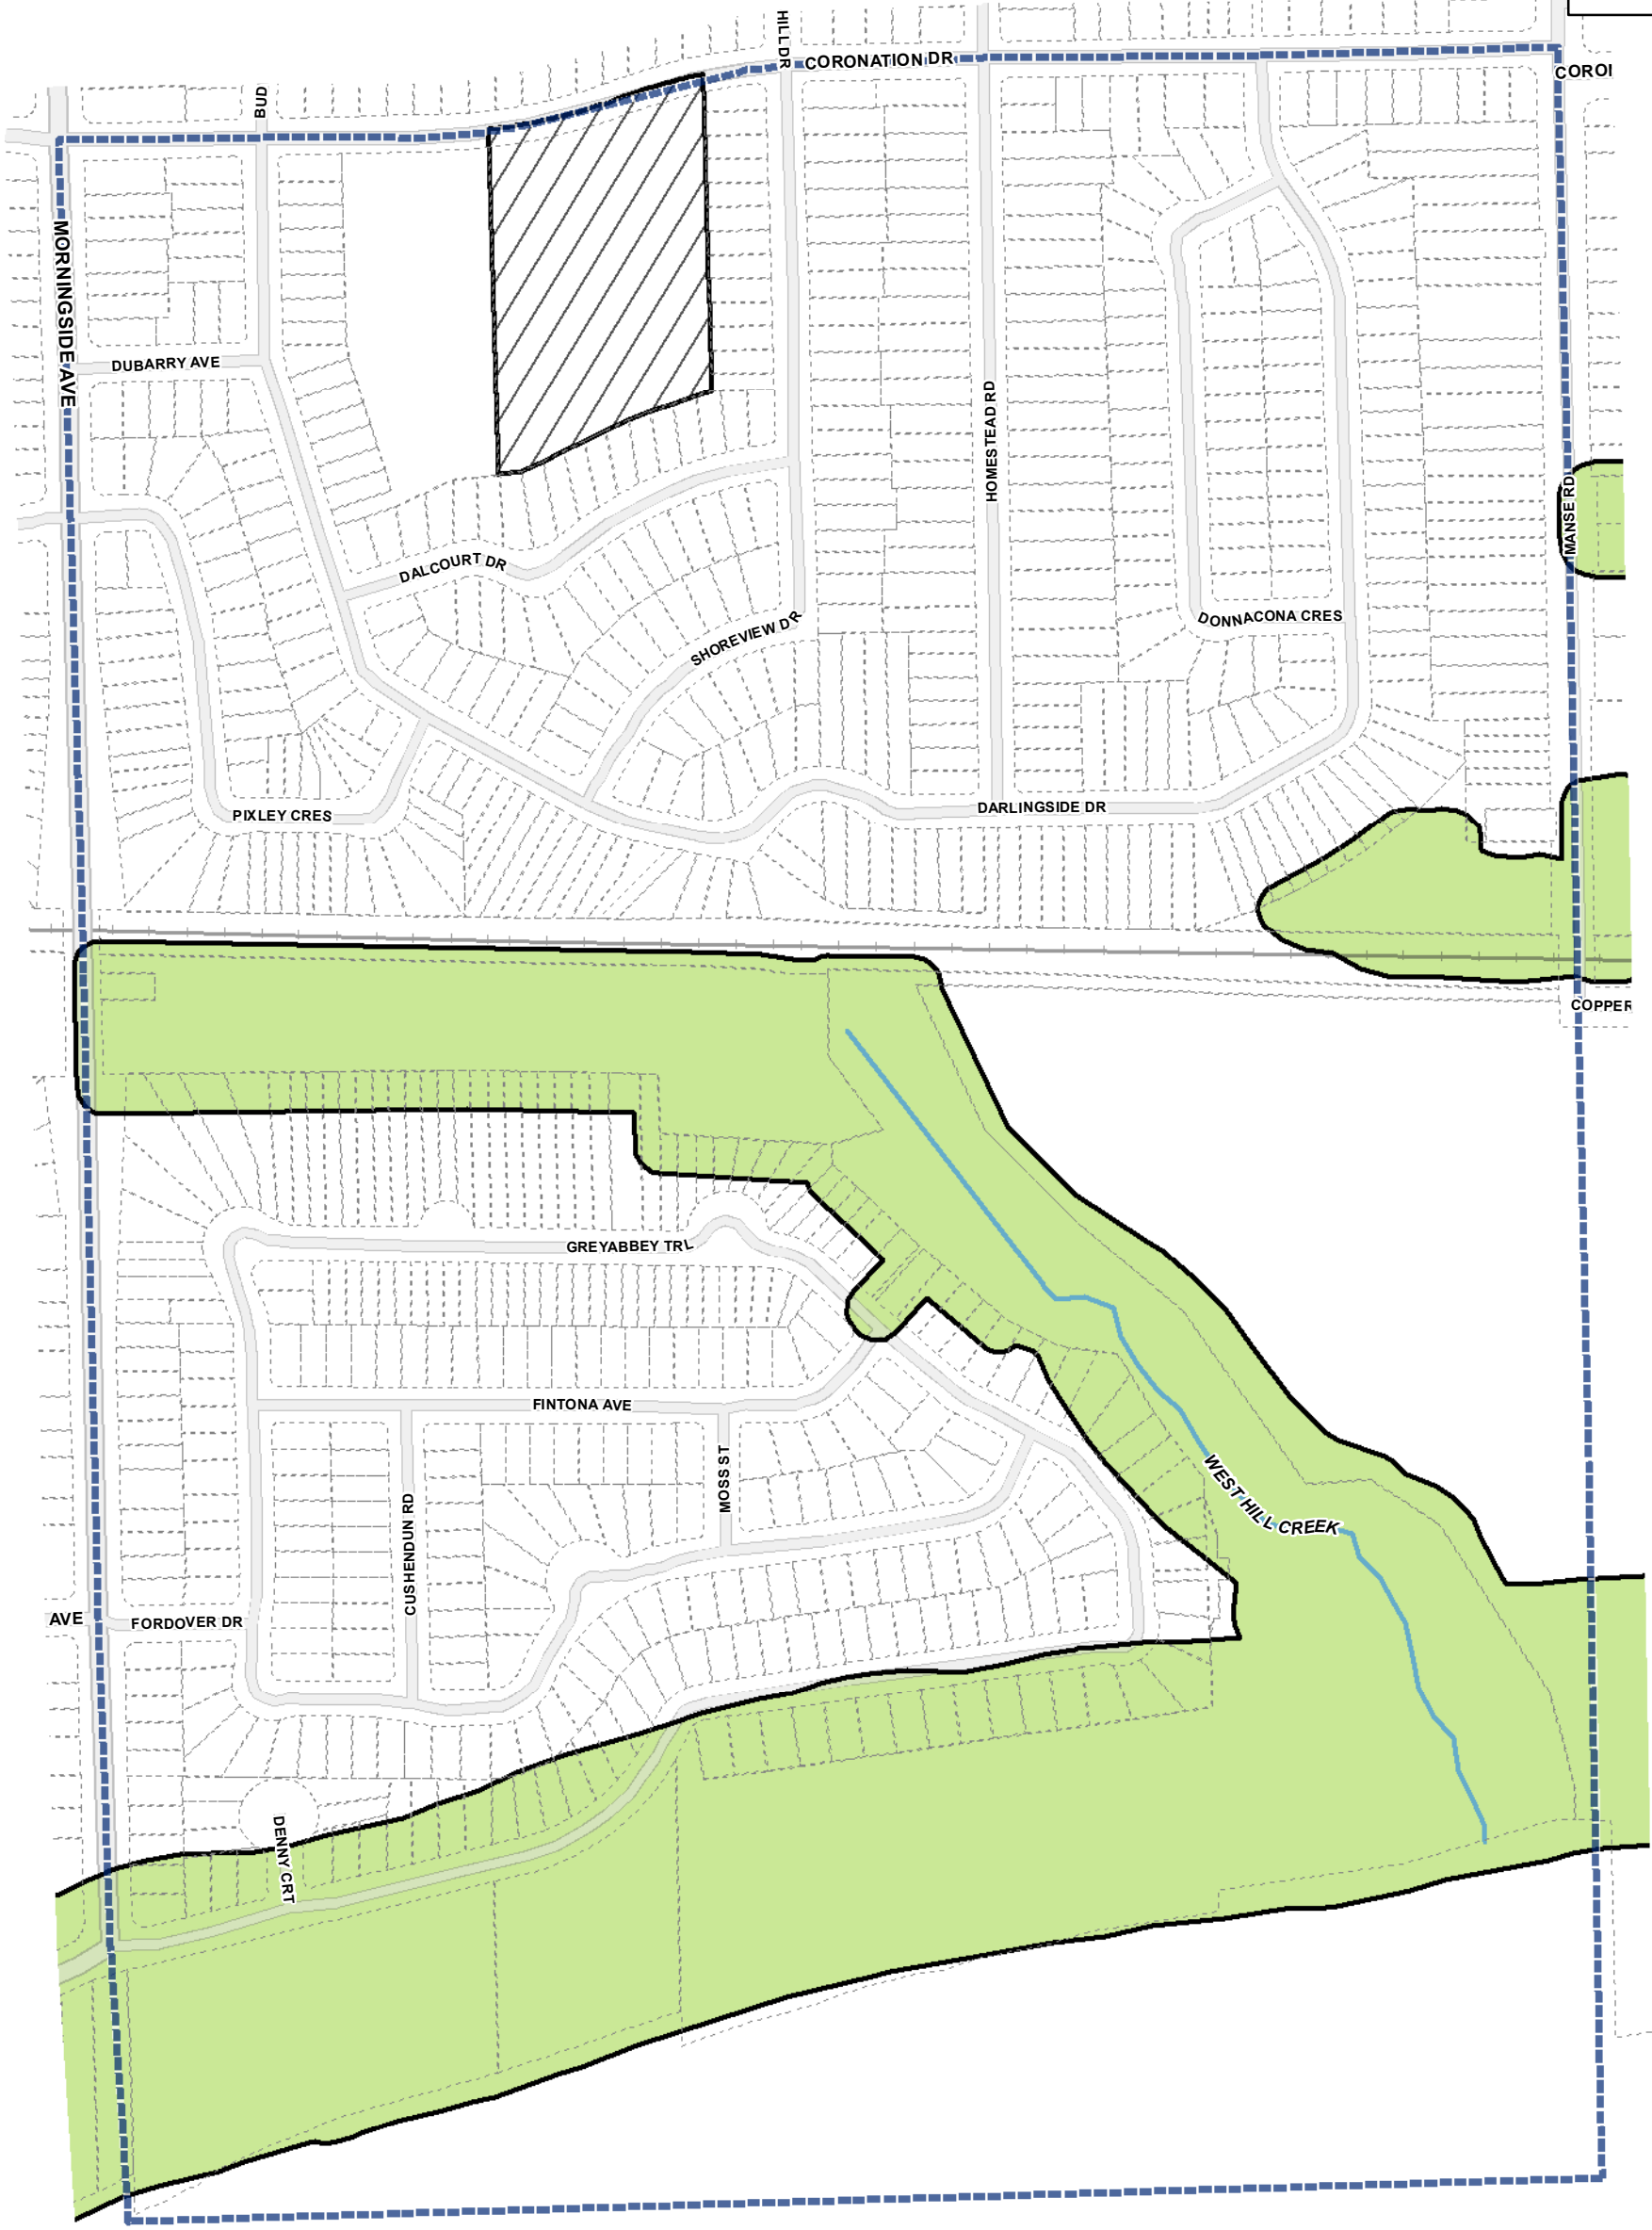 HILL DR
CORONATION DR
COROI
BUD
MORNINGSIDE AVE
DUBARRY AVE
HOMESTEAD RD
MANSE RD
DALCOURT DR
SHOREVIEW DR
DONNACONA CRES
PIXLEY CRES
DARLINGSIDE DR
COPPER
GREYABBEY TRL
FINTONA AVE
MOSS ST
CUSHENDUN RD
WEST HILL CREEK
AVE
FORDOVER DR
DENNY CRT